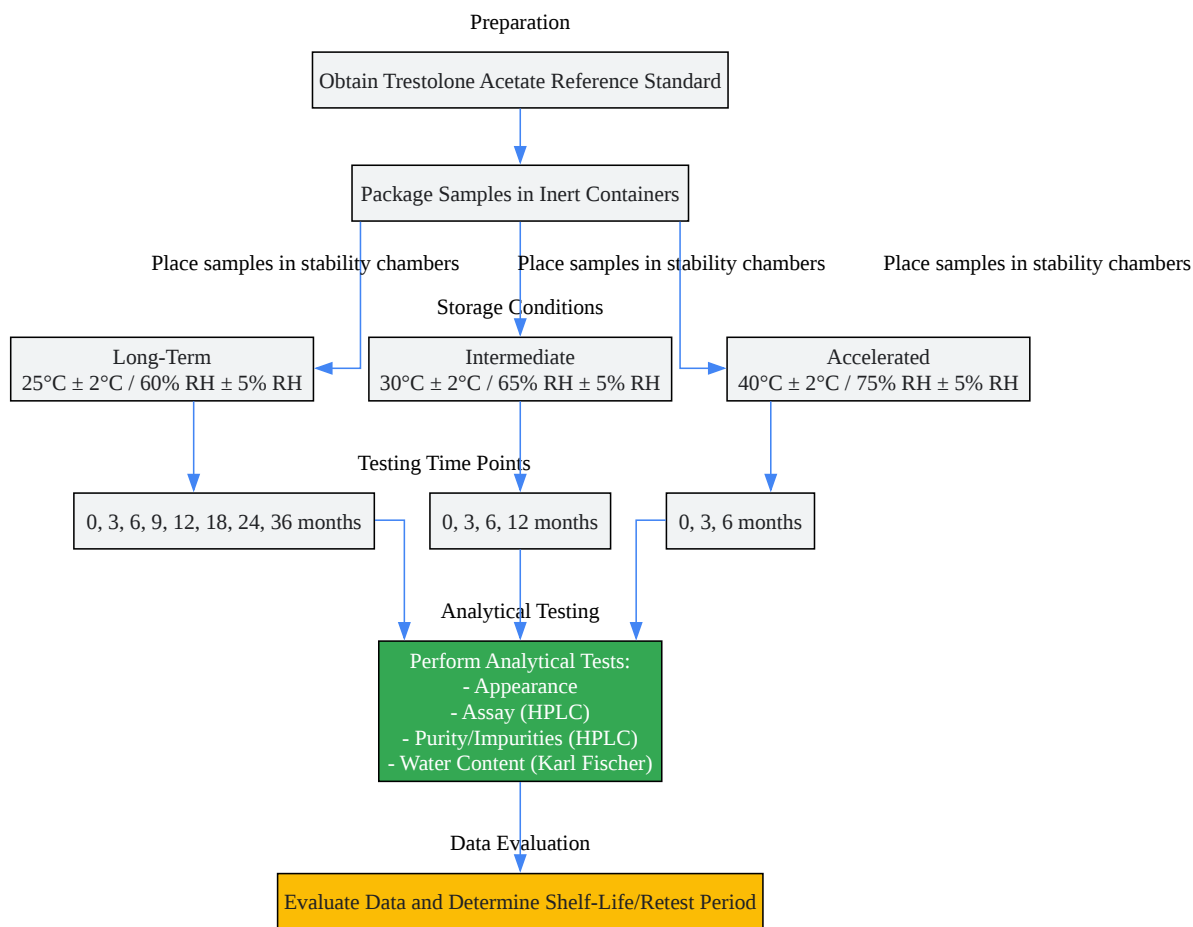 Preparation
Obtain Trestolone Acetate Reference Standard
Package Samples in Inert Containers
Place samples in stability chambers
Place samples in stability chambers
Place samples in stability chambers
Storage Conditions
Long-Term
25°C ± 2°C / 60% RH ± 5% RH
Intermediate
30°C ± 2°C / 65% RH ± 5% RH
Accelerated
40°C ± 2°C / 75% RH ± 5% RH
Testing Time Points
0, 3, 6, 9, 12, 18, 24, 36 months
0, 3, 6, 12 months
0, 3, 6 months
Analytical Testing
Perform Analytical Tests:
- Appearance
- Assay (HPLC)
- Purity/Impurities (HPLC)
- Water Content (Karl Fischer)
Data Evaluation
Evaluate Data and Determine Shelf-Life/Retest Period